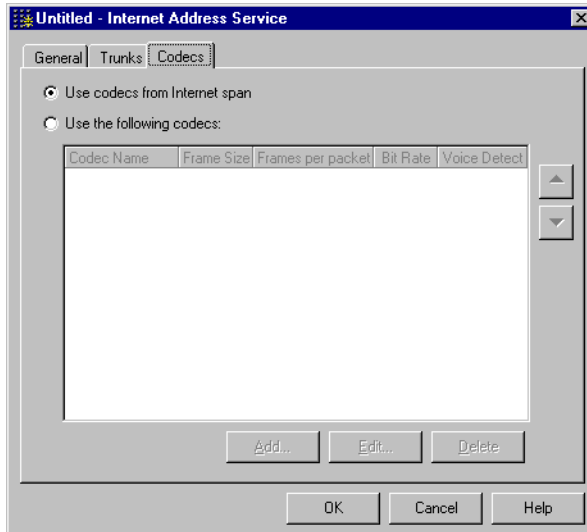 Untitled - Internet Address Service
General Trunks Codecs
Use codecs from Internet span
Use the following codecs:
Codec Name Frame Size Frames per packet Bit Rate Voice Detect
Add... Edit... Delete
OK Cancel Help